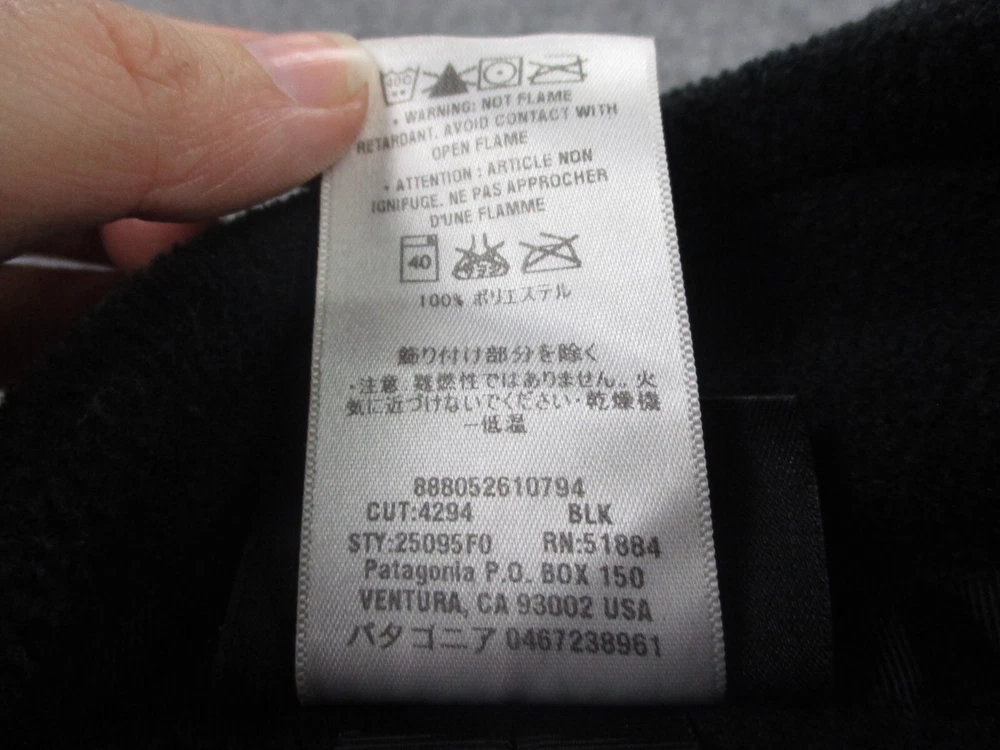 • WARNING: NOT FLAME
RETARDANT. AVOID CONTACT WITH
OPEN FLAME
• ATTENTION : ARTICLE NON
IGNIFUGE. NE PAS APPROCHER
D'UNE FLAMME
40
100% ポリエステル
飾り付け部分を除く
・注意 難燃性ではありません。火
気に近づけないでください・乾燥機
ー低温
888052610794
CUT:4294 BLK
STY:25095F0 RN:51884
Patagonia P.O. BOX 150
VENTURA, CA 93002 USA
パタゴニア 0467238961